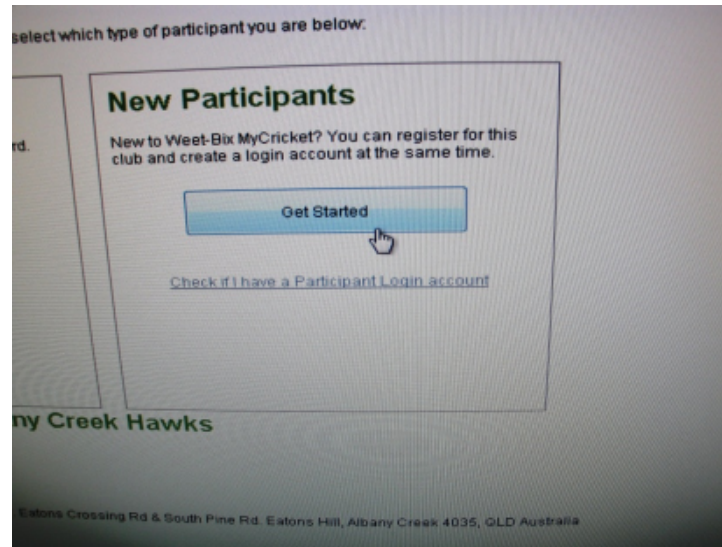 select which type of participant you are below:
New Participants
rd.
New to Weet-Bix MyCricket? You can register for this
club and create a login account at the same time.
Get Started
Check if I have a Participant Login account
ny Creek Hawks
Eatons Crossing Rd & South Pine Rd. Eatons Hill, Albany Creek 4035, QLD Australia